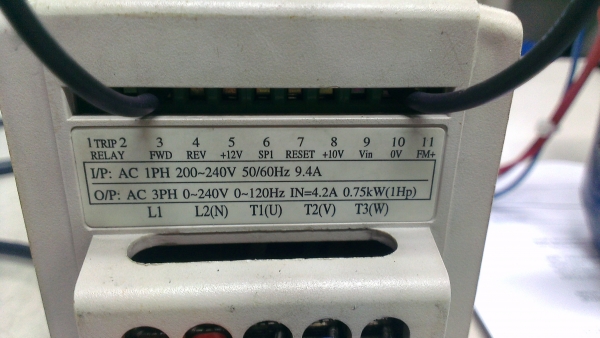 1 TRIP 2 3 4 5 6 7 8 9 10 11
RELAY FWD REV +12V SP1 RESET +10V Vin 0V FM+
I/P: AC 1PH 200~240V 50/60Hz 9.4A
O/P: AC 3PH 0~240V 0~120Hz IN=4.2A 0.75kW(1Hp)
L1 L2(N) T1(U) T2(V) T3(W)